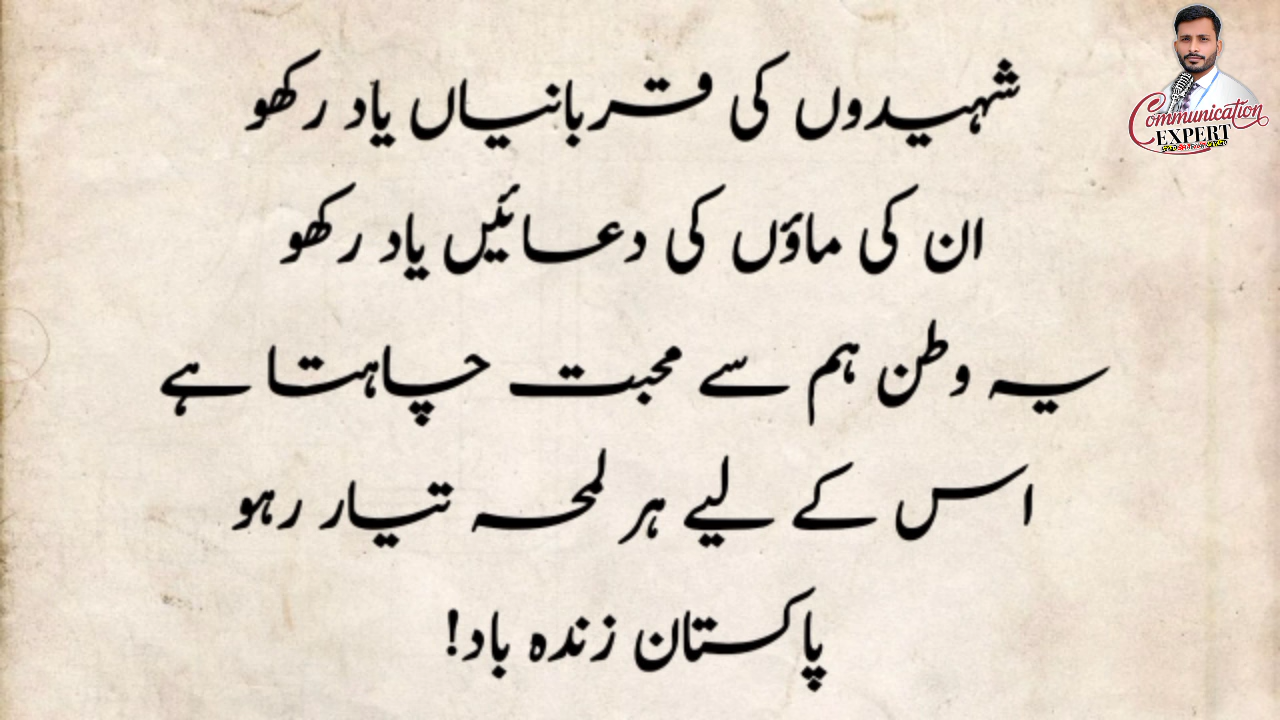 شہیدوں کی قربانیاں یاد رکھو
ان کی ماؤں کی دعائیں یاد رکھو
یہ وطن ہم سے محبت چاہتا ہے
اس کے لیے ہر لمحہ تیار رہو
پاکستان زندہ باد!
Communication
EXPERT